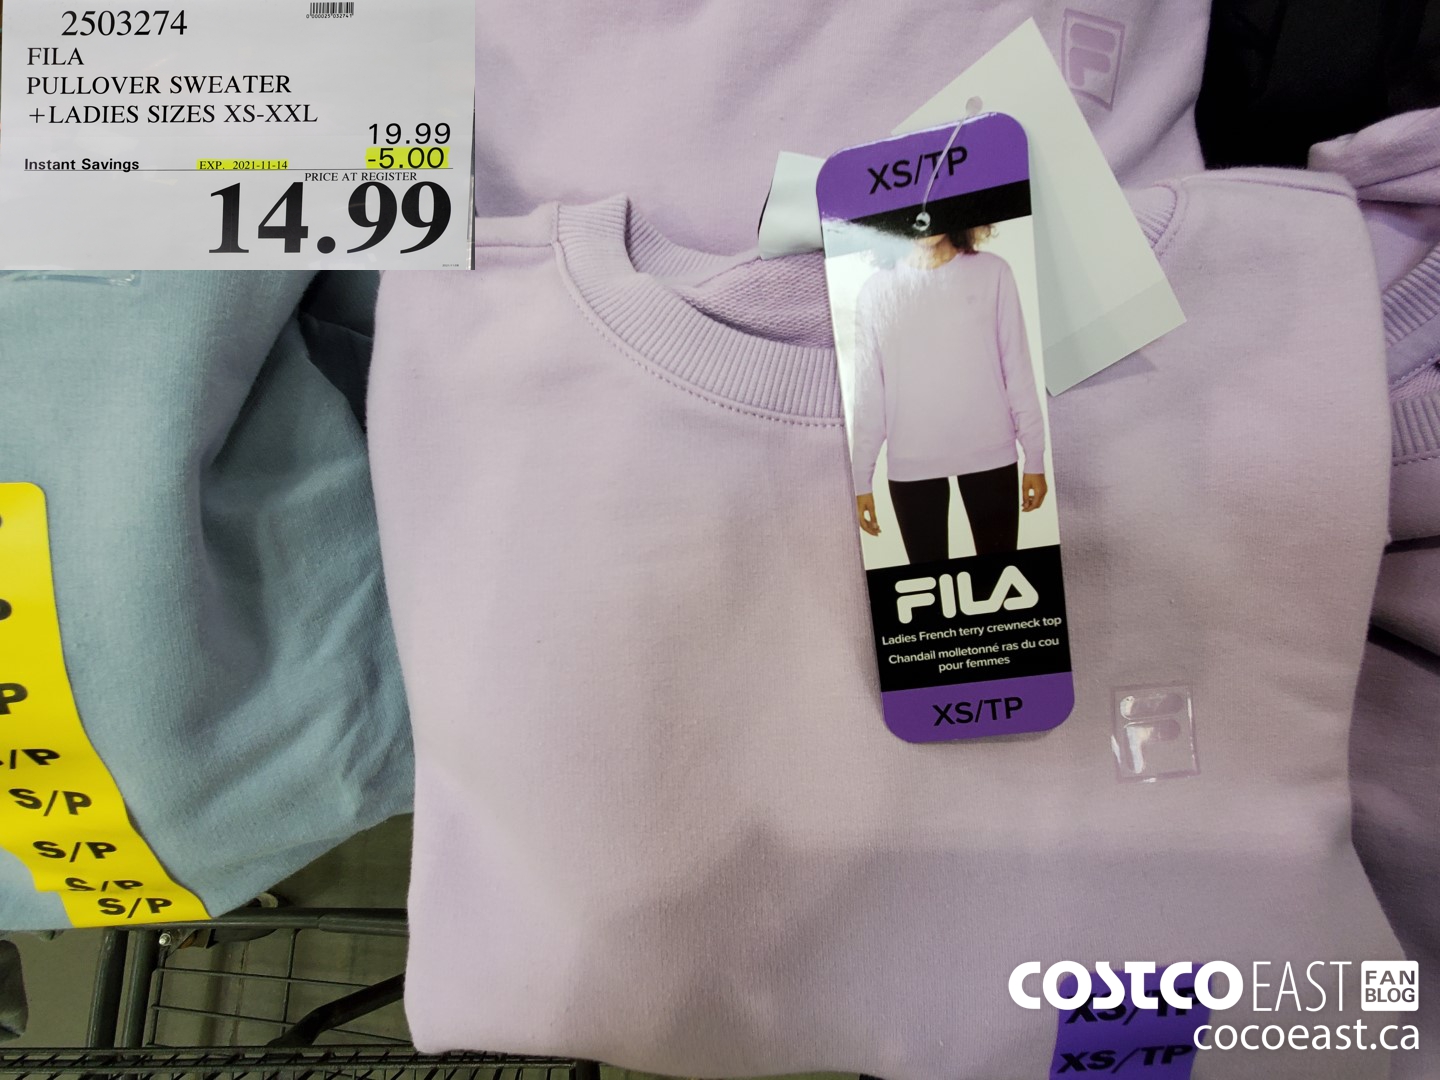 2503274
FILA
PULLOVER SWEATER
+LADIES SIZES XS-XXL
19.99
Instant Savings EXP. 2021-11-14 -5.00
PRICE AT REGISTER
14.99
XS/TP
FILA
Ladies French terry crewneck top
Chandail molletonné ras du cou
pour femmes
XS/TP
F
S/P
S/P
S/P
S/P
XS/TP
XS/TP
COSTCO EAST FAN BLOG
cocoeast.ca